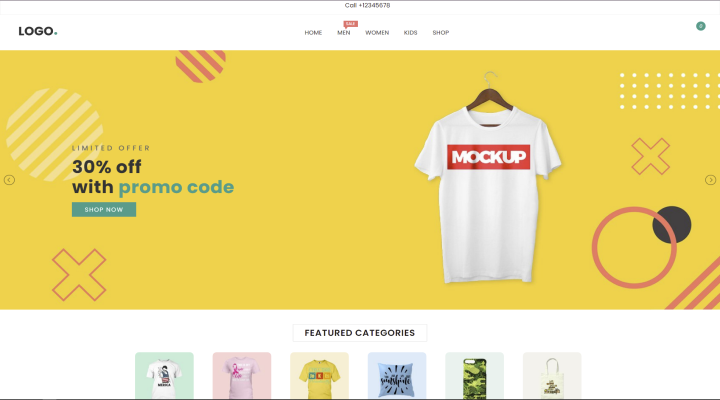 Call +12345678
LOGO.
SALE
HOME MEN WOMEN KIDS SHOP
0
LIMITED OFFER
30% off
with promo code
SHOP NOW
MOCKUP
FEATURED CATEGORIES
sunshine